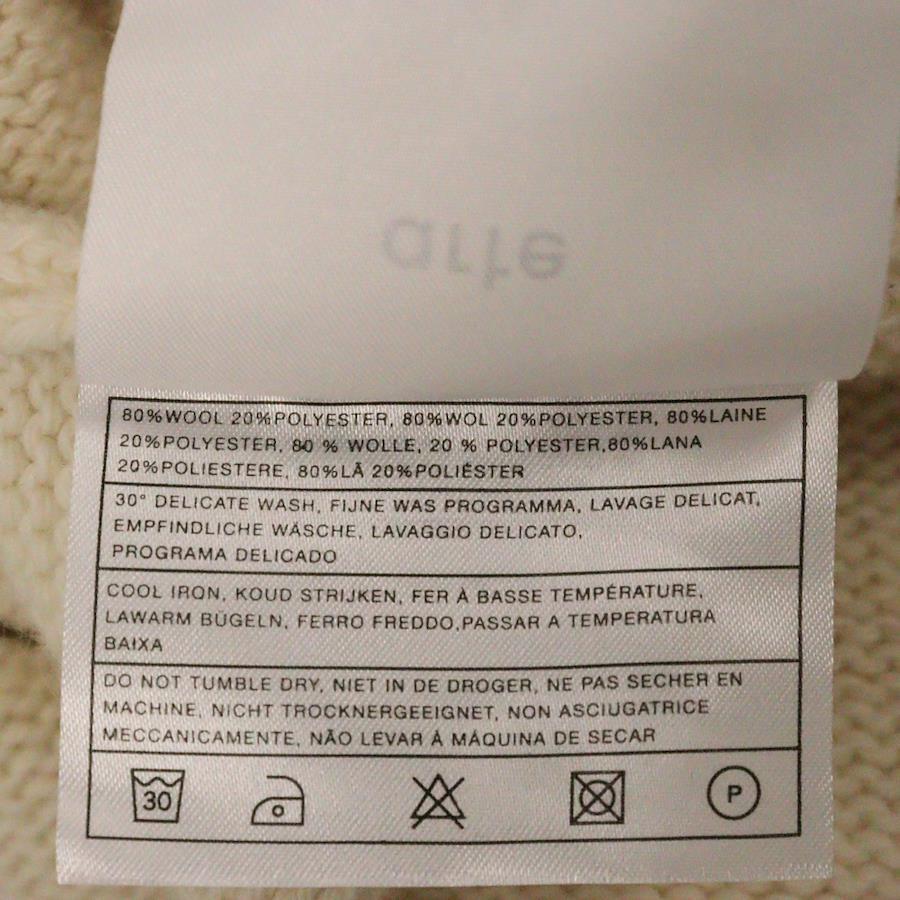 arte
80%WOOL 20%POLYESTER, 80%WOL 20%POLYESTER, 80%LAINE
20%POLYESTER, 80 % WOLLE, 20 % POLYESTER,80%LANA
20%POLIESTERE, 80%LÃ 20%POLIÉSTER
30° DELICATE WASH, FIJNE WAS PROGRAMMA, LAVAGE DELICAT,
EMPFINDLICHE WÄSCHE, LAVAGGIO DELICATO,
PROGRAMA DELICADO
COOL IRON, KOUD STRIJKEN, FER À BASSE TEMPÉRATURE,
LAWARM BÜGELN, FERRO FREDDO,PASSAR A TEMPERATURA
BAIXA
DO NOT TUMBLE DRY, NIET IN DE DROGER, NE PAS SECHER EN
MACHINE, NICHT TROCKNERGEEIGNET, NON ASCIUGATRICE
MECCANICAMENTE, NÃO LEVAR À MÁQUINA DE SECAR
30 P